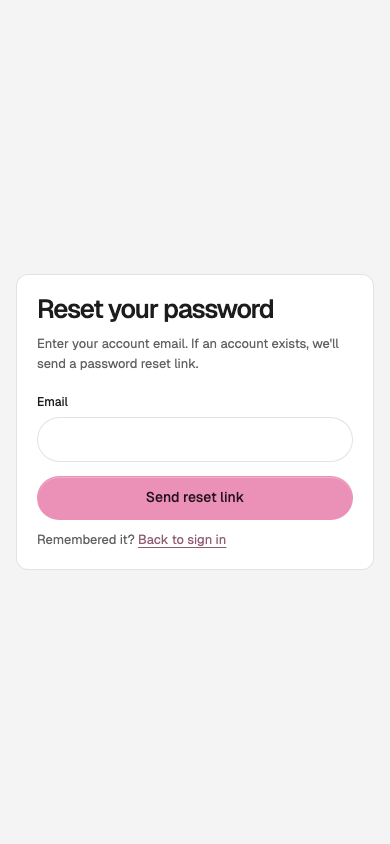 Reset your password
Enter your account email. If an account exists, we'll
send a password reset link.
Email
Send reset link
Remembered it? Back to sign in